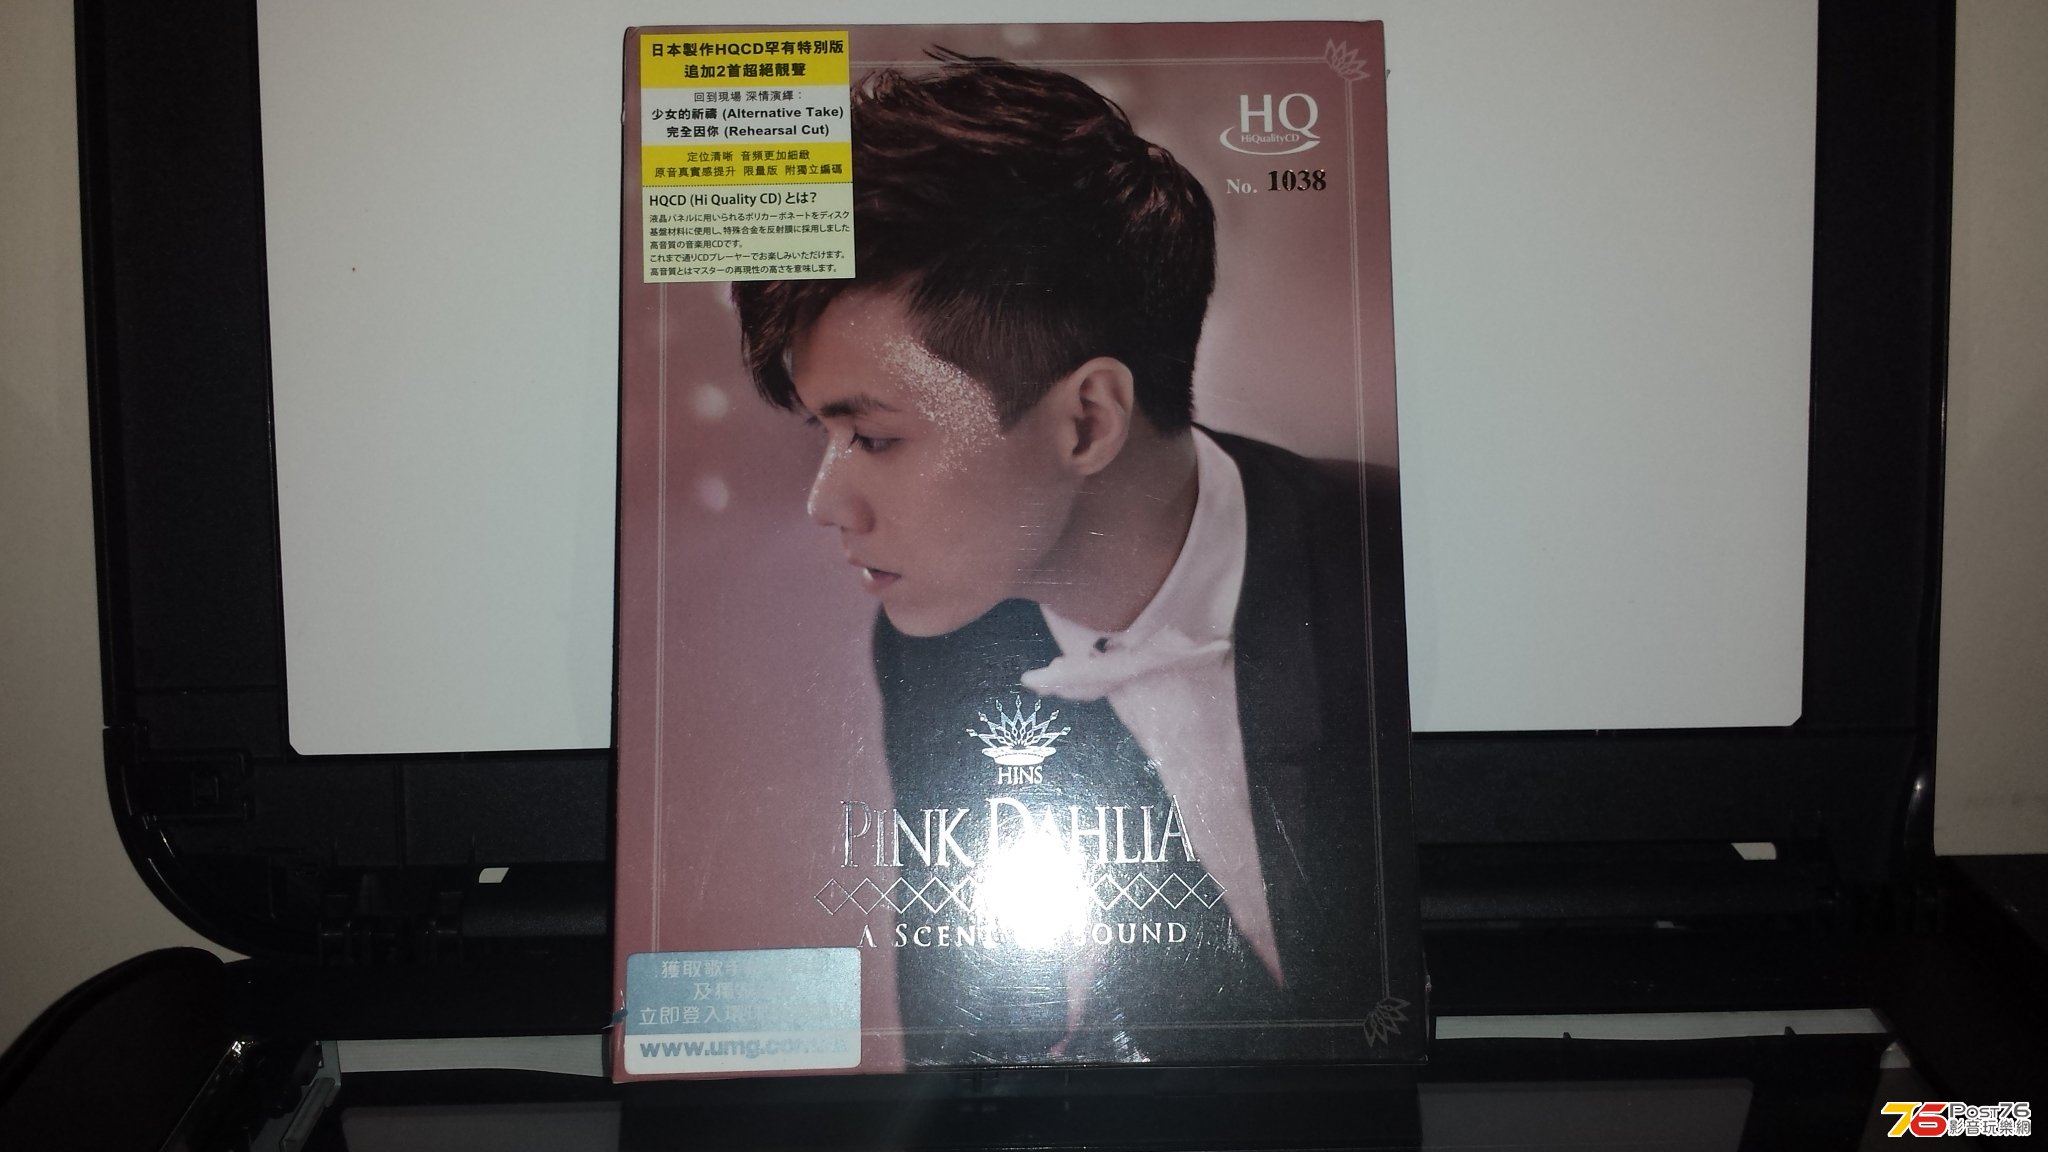 日本製作HQCD罕有特別版
追加2首超絕靚聲
回到現場 深情演繹：
少女的祈禱 (Alternative Take)
完全因你 (Rehearsal Cut)
定位清晰 音頻更加細緻
原音真實感提升 限量版 附獨立編碼
HQCD (Hi Quality CD) とは？
液晶パネルに用いられるポリカーボネートをディスク
基盤材料に使用し、特殊合金を反射膜に採用しました
高音質の音楽用CDです。
これまで通りCDプレーヤーでお楽しみいただけます。
高音質とはマスターの再現性の高さを意味します。
HQ
HiQualityCD
No. 1038
HINS
PINK DAHLIA
A SCENT SOUND
獲取歌手
及獨
立即登入環球
www.umg.com
76 Post76
影音玩樂網